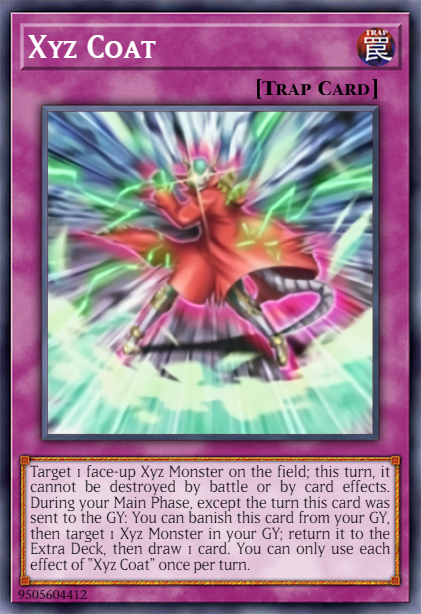 Xyz Coat
TRAP
罠
[Trap Card]
Target 1 face-up Xyz Monster on the field; this turn, it
cannot be destroyed by battle or by card effects.
During your Main Phase, except the turn this card was
sent to the GY: You can banish this card from your GY,
then target 1 Xyz Monster in your GY; return it to the
Extra Deck, then draw 1 card. You can only use each
effect of "Xyz Coat" once per turn.
9505604412